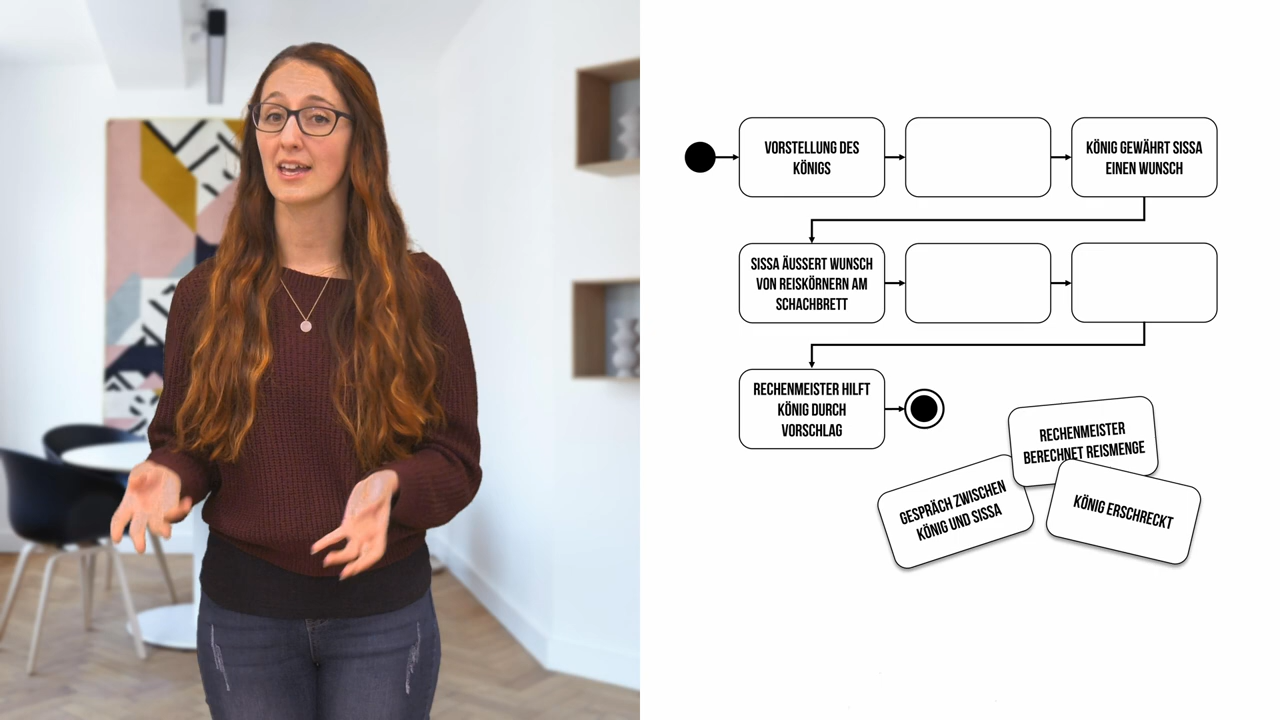 VORSTELLUNG DES
KÖNIGS
KÖNIG GEWÄHRT SISSA
EINEN WUNSCH
SISSA ÄUSSERT WUNSCH
VON REISKÖRNERN AM
SCHACHBRETT
RECHENMEISTER HILFT
KÖNIG DURCH
VORSCHLAG
RECHENMEISTER
BERECHNET REISMENGE
GESPRÄCH ZWISCHEN
KÖNIG UND SISSA
KÖNIG ERSCHRECKT